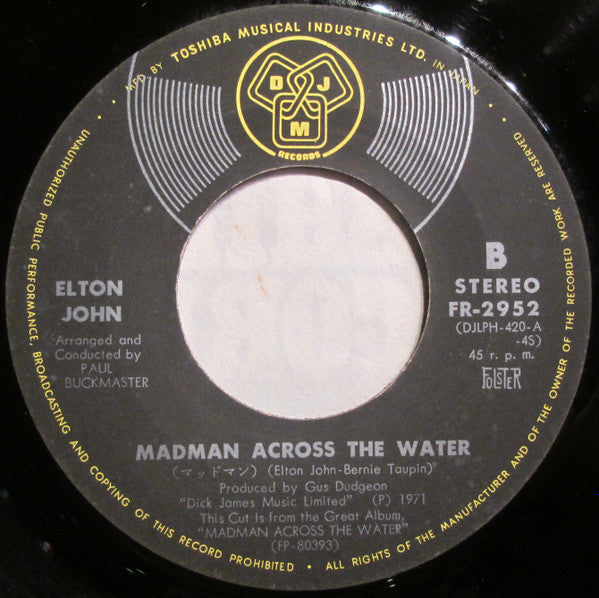 MFD. BY TOSHIBA MUSICAL INDUSTRIES LTD. IN JAPAN
D J M
RECORDS
ELTON
JOHN
Arranged and
Conducted by
PAUL
BUCKMASTER
B
STEREO
FR-2952
(DJLPH-420-A
-4S)
45 r. p. m.
FOLSTER
MADMAN ACROSS THE WATER
(マッドマン) (Elton John-Bernie Taupin)
Produced by Gus Dudgeon
"Dick James Music Limited" (P) 1971
This Cut Is from the Great Album,
"MADMAN ACROSS THE WATER"
(FP-80393)
UNAUTHORIZED PUBLIC PERFORMANCE, BROADCASTING AND COPYING OF THIS RECORD PROHIBITED • ALL RIGHTS OF THE MANUFACTURER AND OF THE OWNER OF THE RECORDED WORK ARE RESERVED